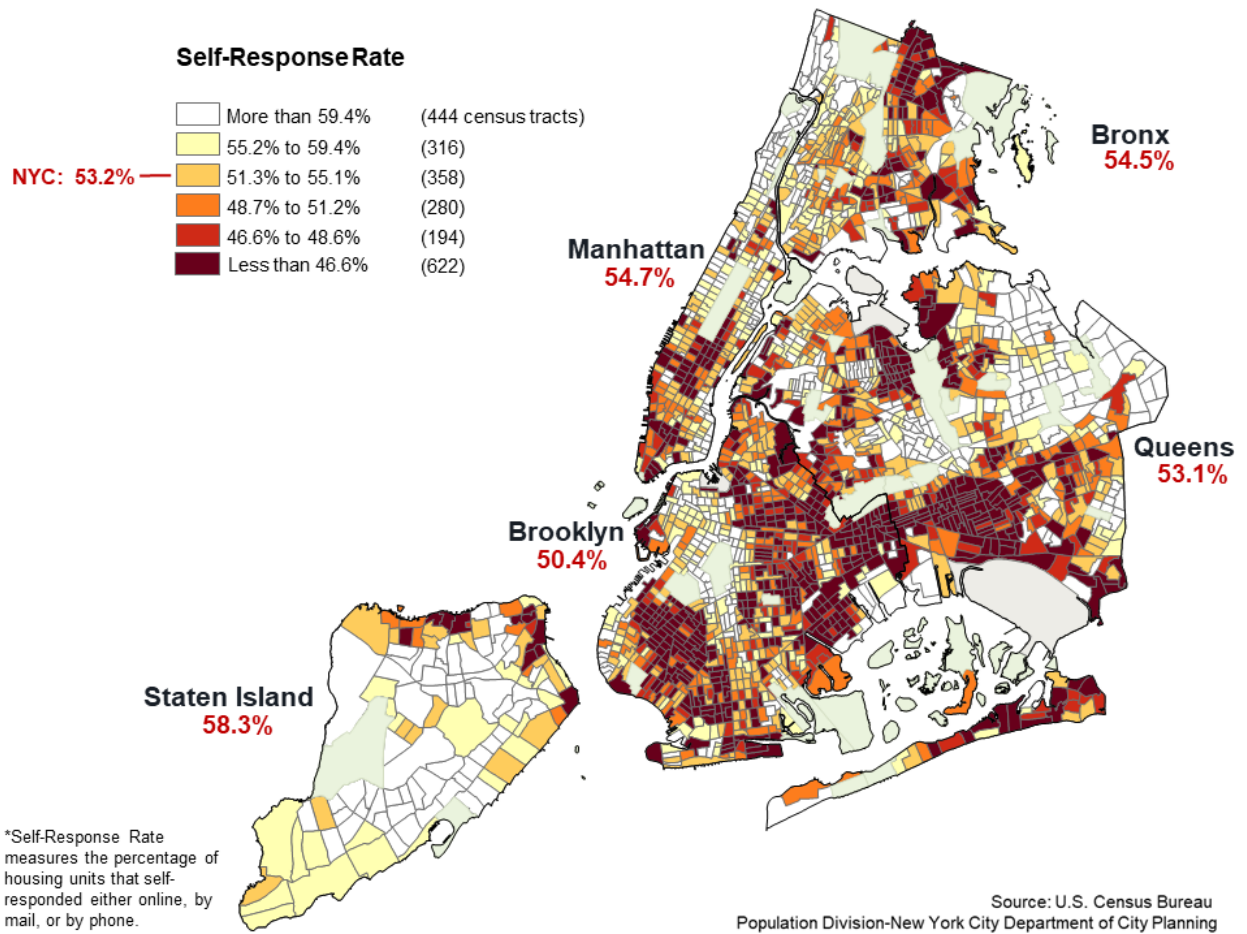 Self-Response Rate
More than 59.4% (444 census tracts)
55.2% to 59.4% (316)
NYC: 53.2% 51.3% to 55.1% (358)
48.7% to 51.2% (280)
46.6% to 48.6% (194)
Less than 46.6% (622)
Bronx
54.5%
Manhattan
54.7%
Queens
53.1%
Brooklyn
50.4%
Staten Island
58.3%
*Self-Response Rate
measures the percentage of
housing units that self-
responded either online, by
mail, or by phone.
Source: U.S. Census Bureau
Population Division-New York City Department of City Planning